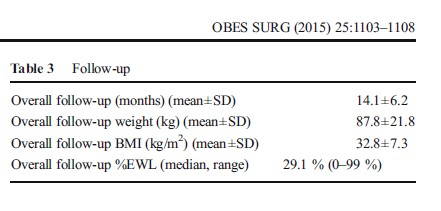 OBES SURG (2015) 25:1103–1108
Table 3 Follow-up
Overall follow-up (months) (mean±SD) 14.1±6.2
Overall follow-up weight (kg) (mean±SD) 87.8±21.8
Overall follow-up BMI (kg/m²) (mean±SD) 32.8±7.3
Overall follow-up %EWL (median, range) 29.1 % (0–99 %)